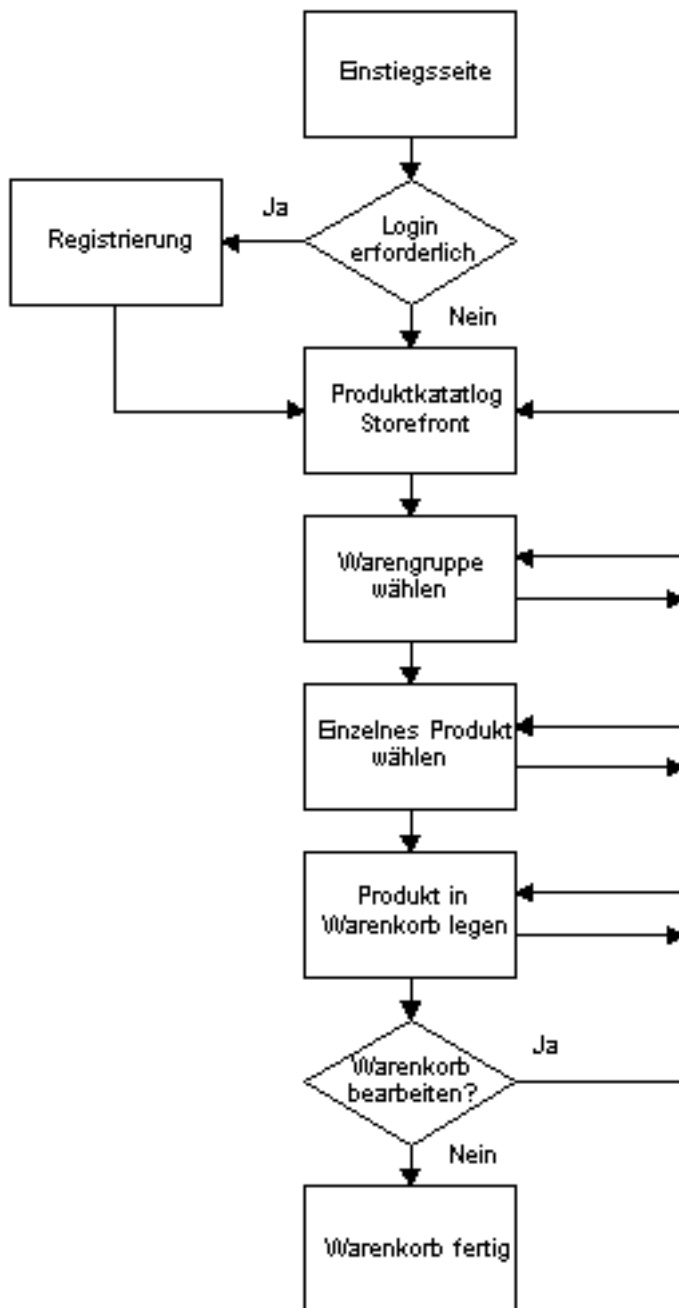 Einstiegsseite
Ja
Login
erforderlich
Registrierung
Nein
Produktkatatlog
Storefront
Warengruppe
wählen
Einzelnes Produkt
wählen
Produkt in
Warenkorb legen
Ja
Warenkorb
bearbeiten?
Nein
Warenkorb fertig